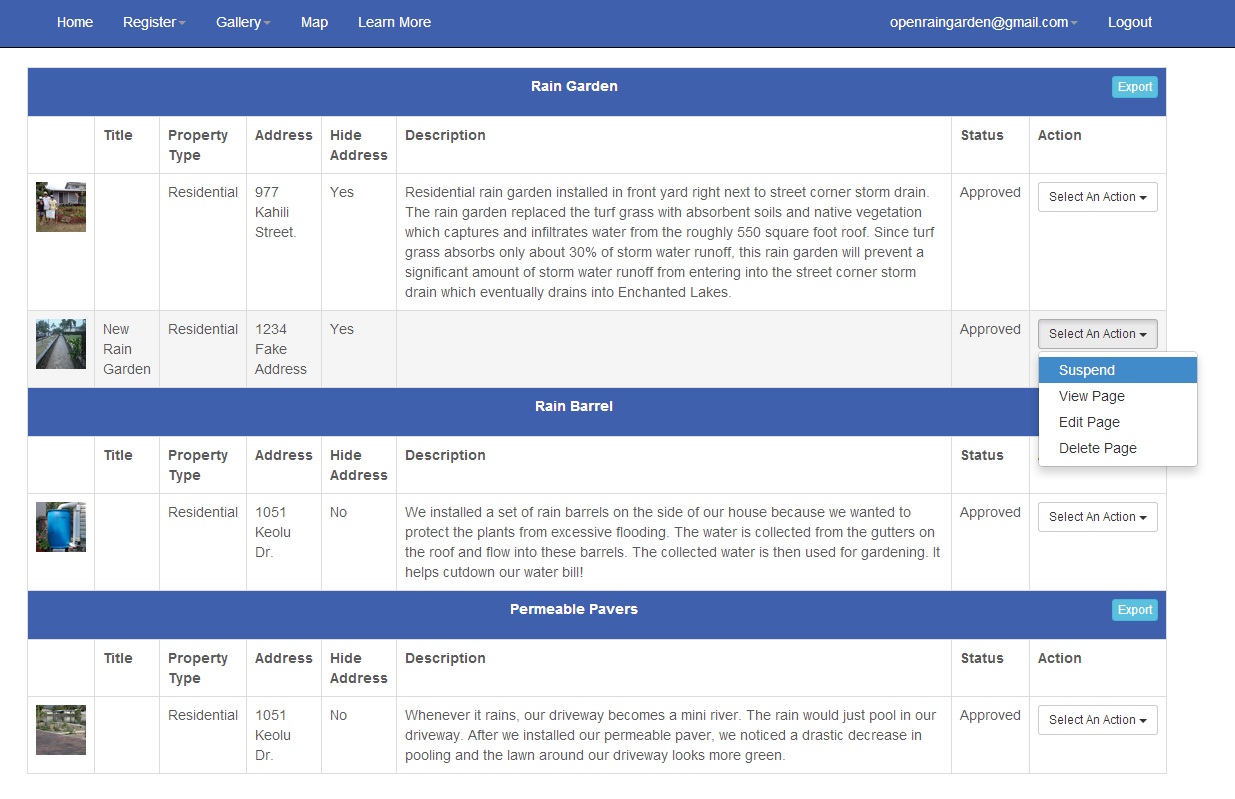 Home Register Gallery Map Learn More openraingarden@gmail.com Logout
Rain Garden Export
Title Property Address Hide Description Status Action
Type Address
Residential 977 Yes Residential rain garden installed in front yard right next to street corner storm drain. Approved Select An Action
Kahili The rain garden replaced the turf grass with absorbent soils and native vegetation
Street. which captures and infiltrates water from the roughly 550 square foot roof. Since turf
grass absorbs only about 30% of storm water runoff, this rain garden will prevent a
significant amount of storm water runoff from entering into the street corner storm
drain which eventually drains into Enchanted Lakes.
New Residential 1234 Yes Approved Select An Action
Rain Fake
Garden Address
Suspend
View Page
Edit Page
Delete Page
Rain Barrel
Title Property Address Hide Description Status
Type Address
Residential 1051 No We installed a set of rain barrels on the side of our house because we wanted to Approved Select An Action
Keolu protect the plants from excessive flooding. The water is collected from the gutters on
Dr. the roof and flow into these barrels. The collected water is then used for gardening. It
helps cutdown our water bill!
Permeable Pavers Export
Title Property Address Hide Description Status Action
Type Address
Residential 1051 No Whenever it rains, our driveway becomes a mini river. The rain would just pool in our Approved Select An Action
Keolu driveway. After we installed our permeable paver, we noticed a drastic decrease in
Dr. pooling and the lawn around our driveway looks more green.